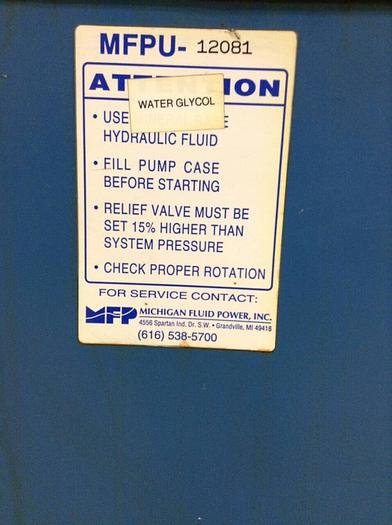 MFPU- 12081
ATT ION
WATER GLYCOL
• USE
HYDRAULIC FLUID
• FILL PUMP CASE
BEFORE STARTING
• RELIEF VALVE MUST BE
SET 15% HIGHER THAN
SYSTEM PRESSURE
• CHECK PROPER ROTATION
FOR SERVICE CONTACT:
MFP MICHIGAN FLUID POWER, INC.
4556 Spartan Ind. Dr. S.W. • Grandville, MI 49418
(616) 538-5700